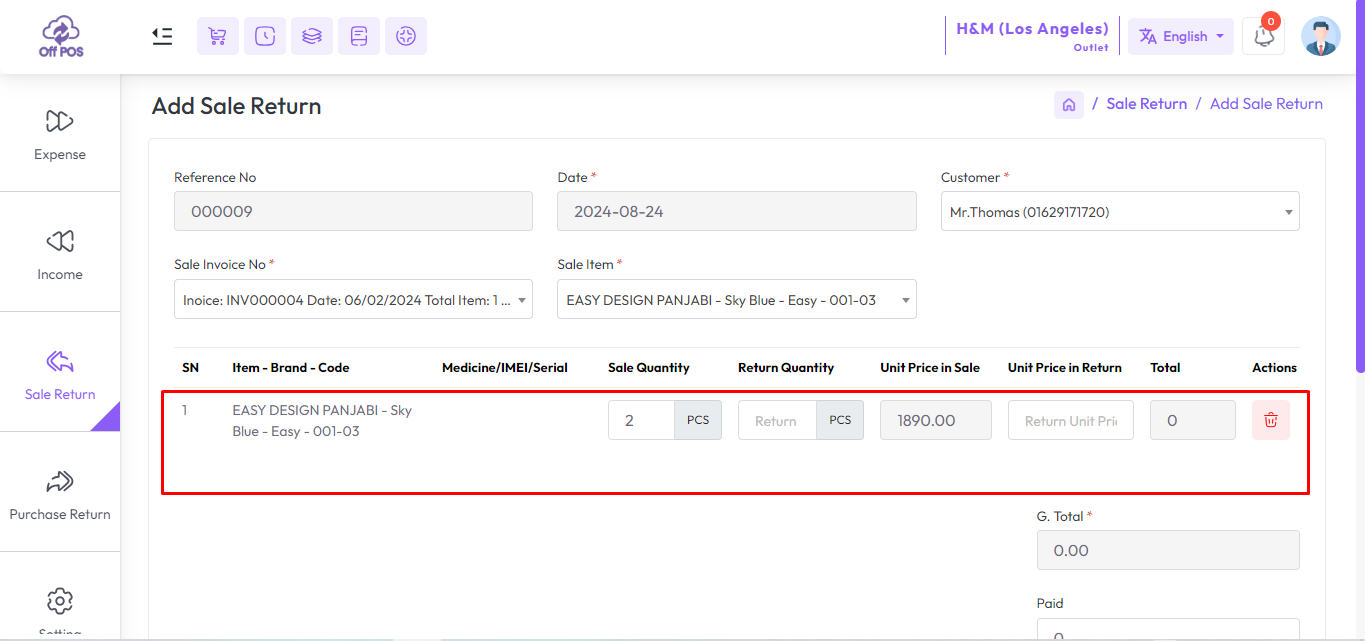 Off POS
H&M (Los Angeles)
Outlet
English
0
Expense
Income
Sale Return
Purchase Return
Setting
Add Sale Return
/ Sale Return / Add Sale Return
Reference No
000009
Date *
2024-08-24
Customer *
Mr.Thomas (01629171720)
Sale Invoice No *
Inoice: INV000004 Date: 06/02/2024 Total Item: 1 ...
Sale Item *
EASY DESIGN PANJABI - Sky Blue - Easy - 001-03
SN Item - Brand - Code Medicine/IMEI/Serial Sale Quantity Return Quantity Unit Price in Sale Unit Price in Return Total Actions
1 EASY DESIGN PANJABI - Sky
Blue - Easy - 001-03
2 PCS Return PCS 1890.00 Return Unit Pri 0
G. Total *
0.00
Paid
0